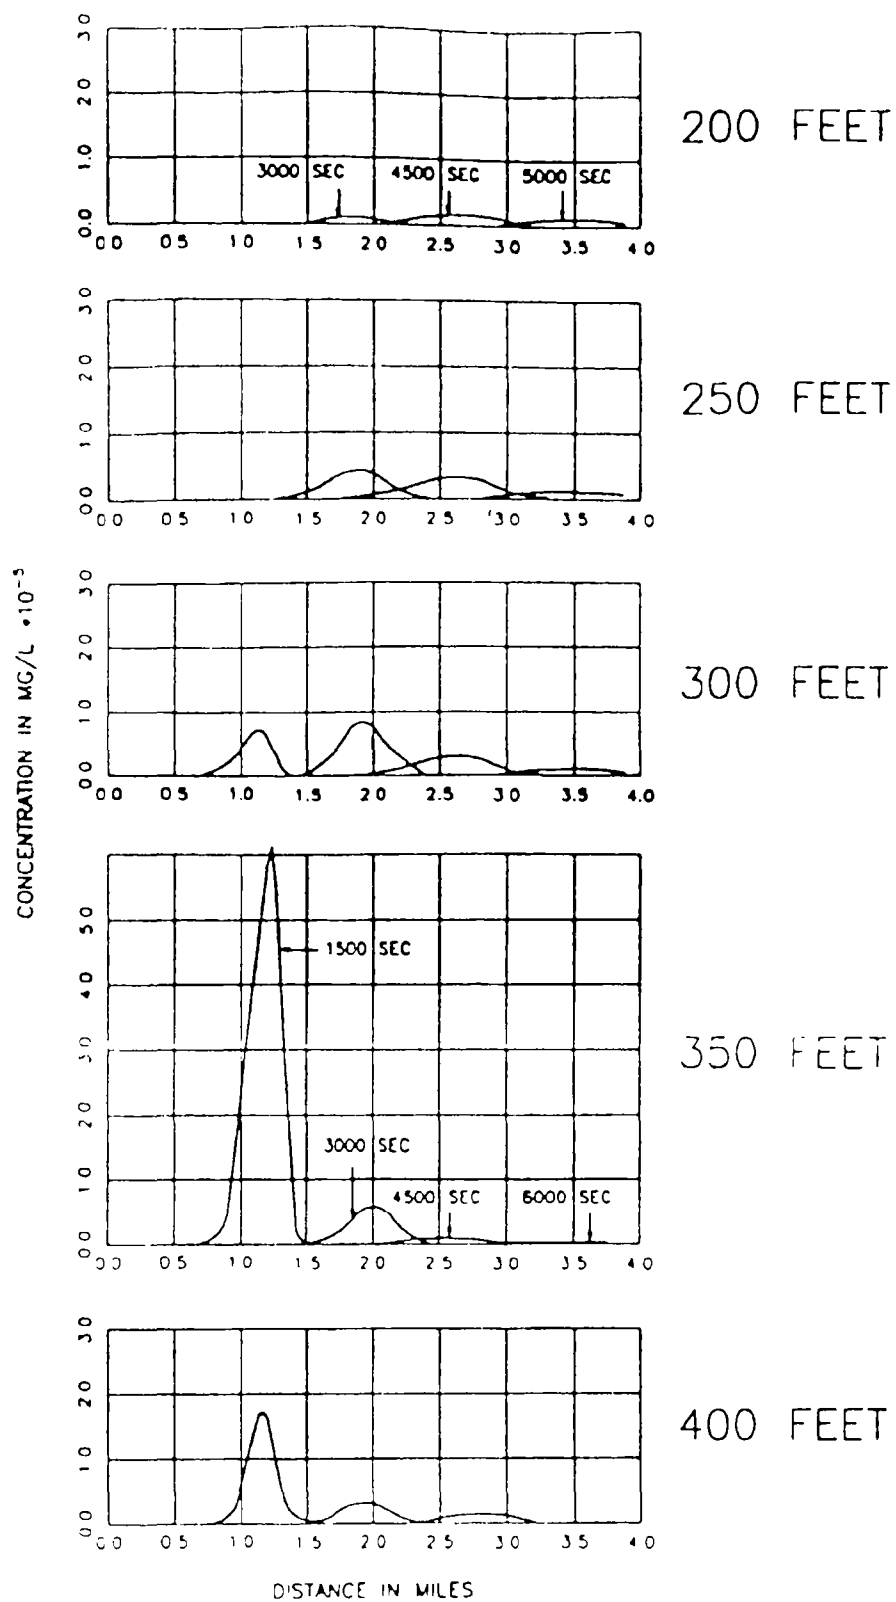 3.0
2.0
1.0
0.0
3000 SEC 4500 SEC 5000 SEC
0.0 0.5 1.0 1.5 2.0 2.5 3.0 3.5 4.0
200 FEET
3.0
2.0
1.0
0.0
0.0 0.5 1.0 1.5 2.0 2.5 3.0 3.5 4.0
250 FEET
3.0
2.0
1.0
0.0
0.0 0.5 1.0 1.5 2.0 2.5 3.0 3.5 4.0
300 FEET
CONCENTRATION IN MG/L *10⁻⁵
5.0
4.0
3.0
2.0
1.0
0.0
1500 SEC
3000 SEC
4500 SEC 6000 SEC
0.0 0.5 1.0 1.5 2.0 2.5 3.0 3.5 4.0
350 FEET
3.0
2.0
1.0
0.0
0.0 0.5 1.0 1.5 2.0 2.5 3.0 3.5 4.0
400 FEET
DISTANCE IN MILES